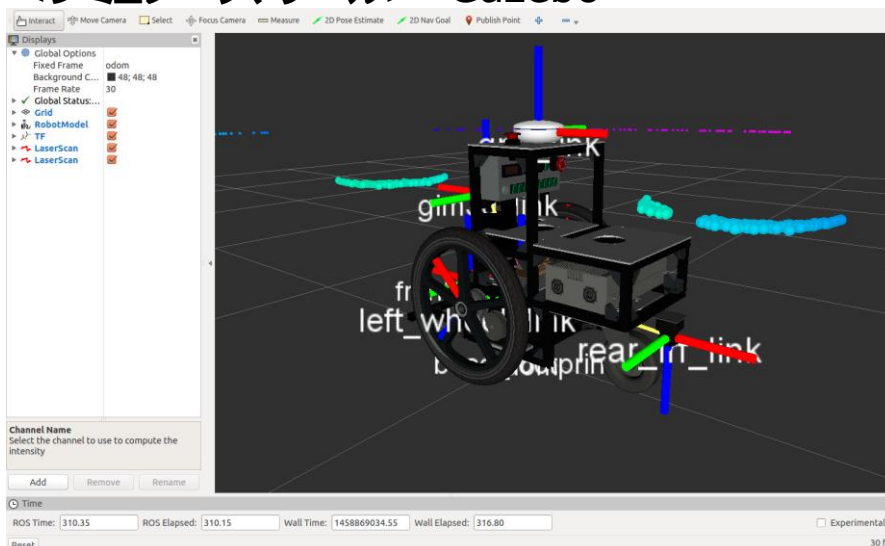 Gazebo
Interact Move Camera Select Focus Camera Measure 2D Pose Estimate 2D Nav Goal Publish Point
Displays
Global Options
Fixed Frame odom
Background C... 48; 48; 48
Frame Rate 30
Global Status:...
Grid
RobotModel
TF
LaserScan
LaserScan
left_wheel_link
rear_rn_link
Channel Name
Select the channel to use to compute the
intensity
Add Remove Rename
Time
ROS Time: 310.35 ROS Elapsed: 310.15 Wall Time: 1458869034.55 Wall Elapsed: 316.80 Experimental
Reset